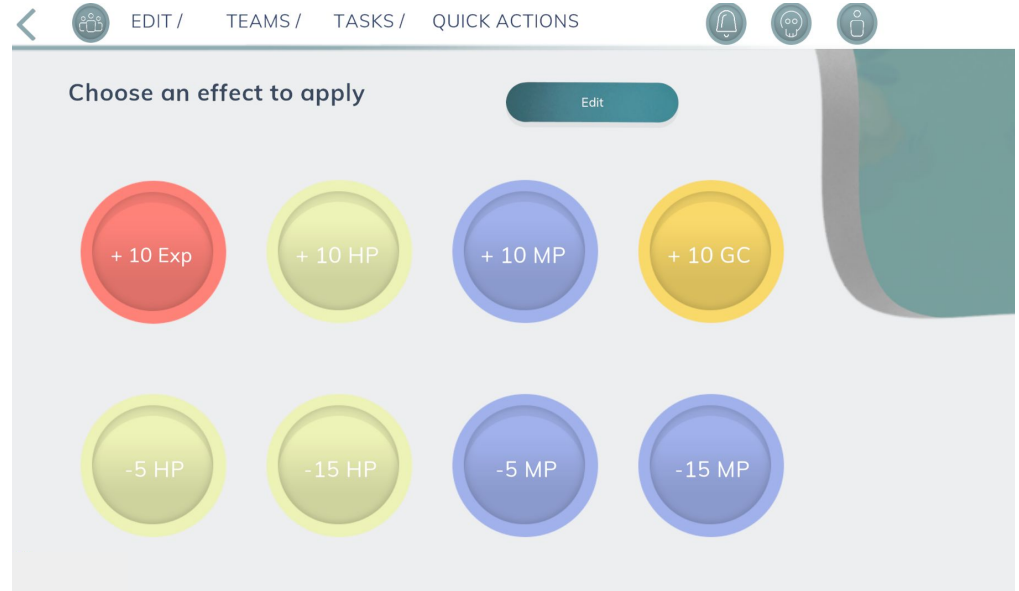 EDIT / TEAMS / TASKS / QUICK ACTIONS
Choose an effect to apply
Edit
+ 10 Exp
+ 10 HP
+ 10 MP
+ 10 GC
-5 HP
-15 HP
-5 MP
-15 MP